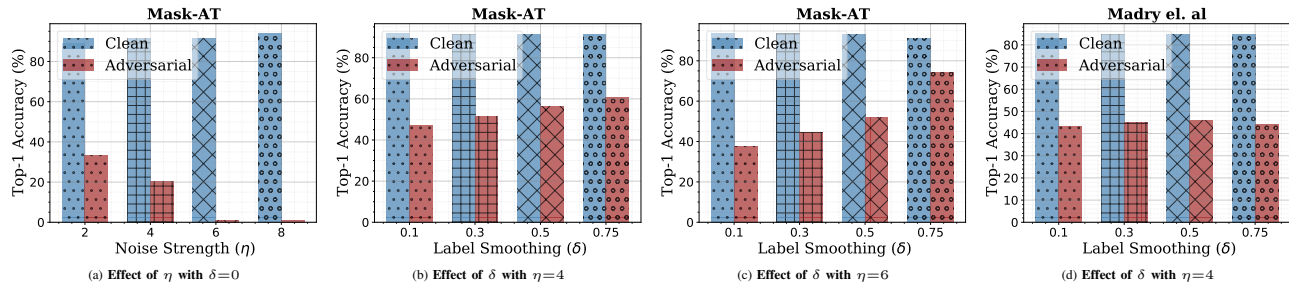 Mask-AT
Top-1 Accuracy (%)
80
60
40
20
0
Clean
Adversarial
2 4 6 8
Noise Strength (η)
(a) Effect of η with δ=0
Mask-AT
Top-1 Accuracy (%)
80
60
40
20
0
Clean
Adversarial
0.1 0.3 0.5 0.75
Label Smoothing (δ)
(b) Effect of δ with η=4
Mask-AT
Top-1 Accuracy (%)
80
60
40
20
0
Clean
Adversarial
0.1 0.3 0.5 0.75
Label Smoothing (δ)
(c) Effect of δ with η=6
Madry el. al
Top-1 Accuracy (%)
80
70
60
50
40
30
20
10
0
Clean
Adversarial
0.1 0.3 0.5 0.75
Label Smoothing (δ)
(d) Effect of δ with η=4